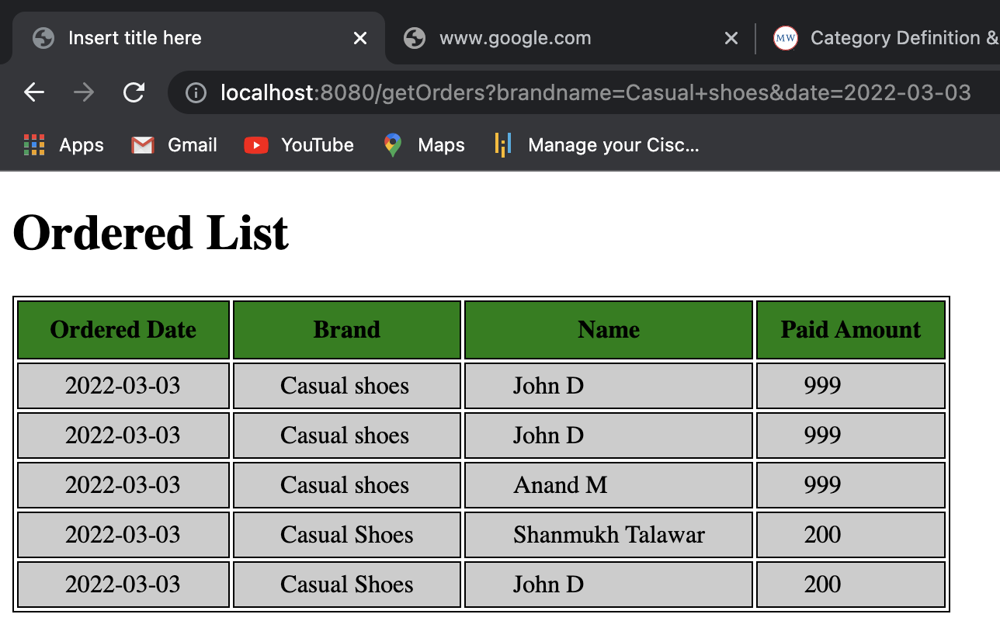 Insert title here www.google.com MW Category Definition &
localhost:8080/getOrders?brandname=Casual+shoes&date=2022-03-03
Apps Gmail YouTube Maps Manage your Cisc...
Ordered List
Ordered Date Brand Name Paid Amount
2022-03-03 Casual shoes John D 999
2022-03-03 Casual shoes John D 999
2022-03-03 Casual shoes Anand M 999
2022-03-03 Casual Shoes Shanmukh Talawar 200
2022-03-03 Casual Shoes John D 200